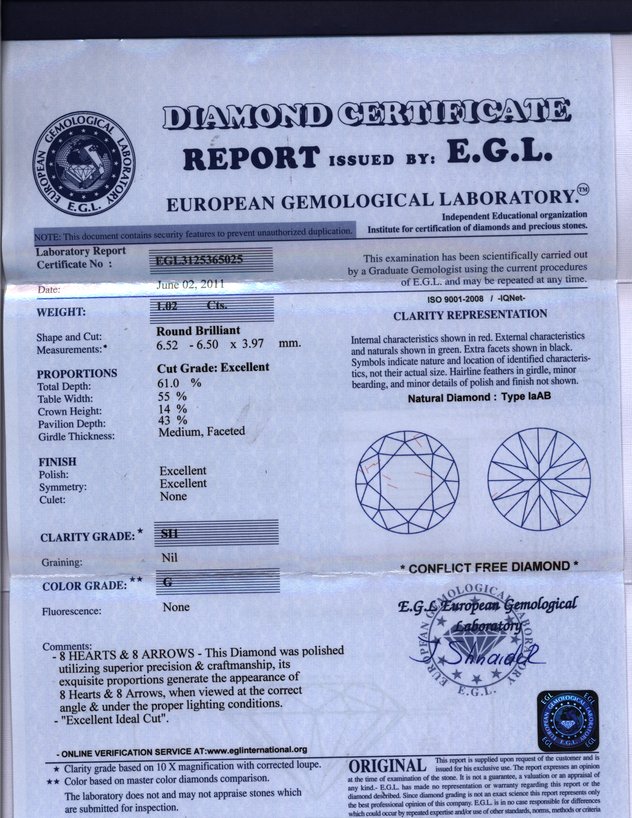 DIAMOND CERTIFICATE
REPORT ISSUED BY: E.G.L.
EUROPEAN GEMOLOGICAL LABORATORY.™
EUROPEAN GEMOLOGICAL LABORATORY
E.G.L.
Independent Educational organization
Institute for certification of diamonds and precious stones.
NOTE: This document contains security features to prevent unauthorized duplication.
Laboratory Report
Certificate No : EGL3125365025
Date: June 02, 2011
WEIGHT: 1.02 Cts.
Shape and Cut: Round Brilliant
Measurements:* 6.52 - 6.50 x 3.97 mm.
PROPORTIONS Cut Grade: Excellent
Total Depth: 61.0 %
Table Width: 55 %
Crown Height: 14 %
Pavilion Depth: 43 %
Girdle Thickness: Medium, Faceted
FINISH
Polish: Excellent
Symmetry: Excellent
Culet: None
CLARITY GRADE:* SI1
Graining: Nil
COLOR GRADE:** G
Fluorescence: None
Comments:
- 8 HEARTS & 8 ARROWS - This Diamond was polished
utilizing superior precision & craftmanship, its
exquisite proportions generate the appearance of
8 Hearts & 8 Arrows, when viewed at the correct
angle & under the proper lighting conditions.
- "Excellent Ideal Cut".
- ONLINE VERIFICATION SERVICE AT:www.eglinternational.org
★ Clarity grade based on 10 X magnification with corrected loupe.
★★ Color based on master color diamonds comparison.
The laboratory does not and may not appraise stones which
are submitted for inspection.
This examination has been scientifically carried out
by a Graduate Gemologist using the current procedures
of E.G.L. and may be repeated at any time.
ISO 9001-2008 / -IQNet-
CLARITY REPRESENTATION
Internal characteristics shown in red. External characteristics
and naturals shown in green. Extra facets shown in black.
Symbols indicate nature and location of identified characteris-
tics, not their actual size. Hairline feathers in girdle, minor
bearding, and minor details of polish and finish not shown.
Natural Diamond : Type IaAB
* CONFLICT FREE DIAMOND *
E.G.L European Gemological
Laboratory
EUROPEAN GEMOLOGICAL LABORATORY
E.G.L.
EGL EGL
E.G.L.
ORIGINAL This report is supplied upon request of the customer and is
issued for his exclusive use. The report expresses an opinion
at the time of examination of the stone. It is not a guarantee, a valuation or an appraisal of
any kind.- E.G.L. has made no representation or warranty regarding this report or the
diamond described. Since diamond grading is not an exact science this report represents only
the best professional opinion of this company. E.G.L. is in no case responsible for differences
which could occur by repeated expertise and/or use of other standards, norms, methods or criteria